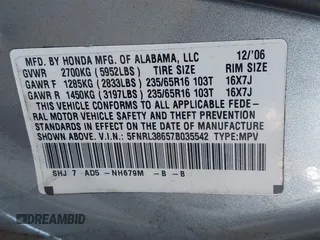 MFD. BY HONDA MFG. OF ALABAMA, LLC 12/'06
GVWR 2700KG (5952LBS) TIRE SIZE RIM SIZE
GAWR F 1285KG (2833LBS) 235/65R16 103T 16X7J
GAWR R 1450KG (3197LBS) 235/65R16 103T 16X7J
THIS VEHICLE CONFORMS TO ALL APPLICABLE FEDE-
RAL MOTOR VEHICLE SAFETY AND THEFT PREVENTION
STANDARDS IN EFFECT ON THE DATE OF MANUFACTURE
SHOWN ABOVE. V.I.N.: 5FNRL38657B035542 TYPE:MPV
SHJ 7 AD5 -NH679M -B -B
DREAMBID